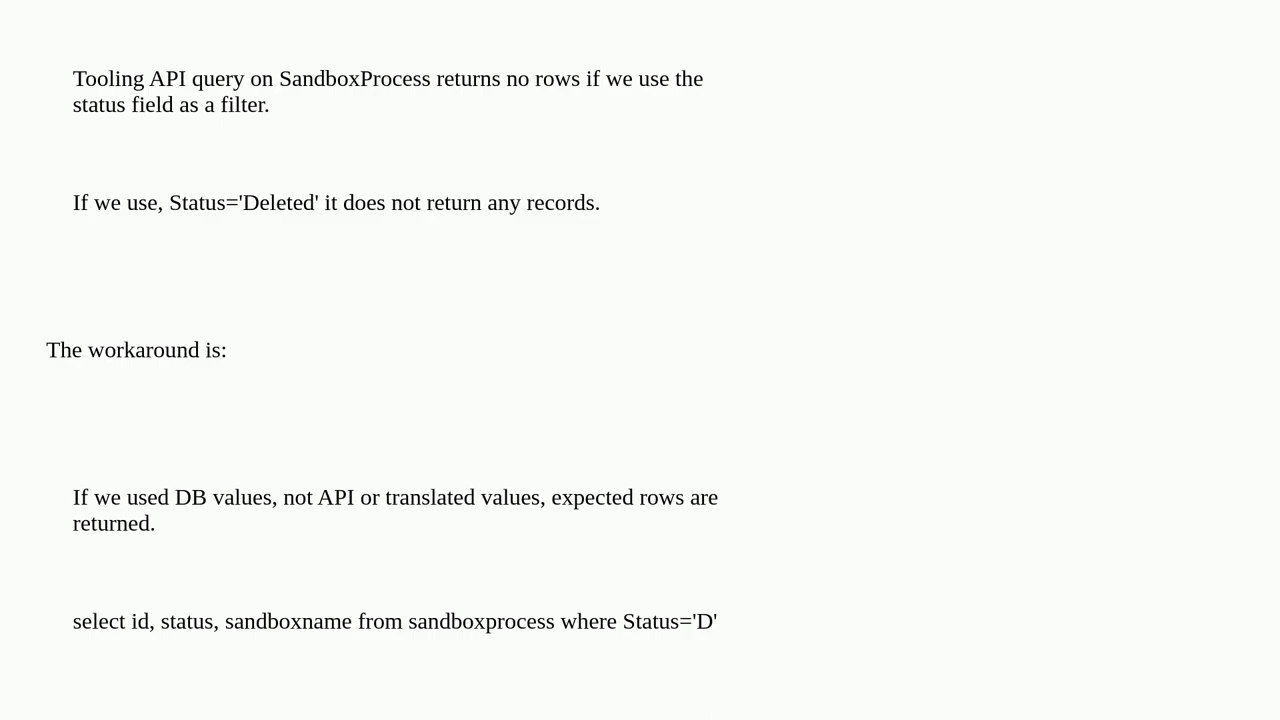 Tooling API query on SandboxProcess returns no rows if we use the
status field as a filter.
If we use, Status='Deleted' it does not return any records.
The workaround is:
If we used DB values, not API or translated values, expected rows are
returned.
select id, status, sandboxname from sandboxprocess where Status='D'